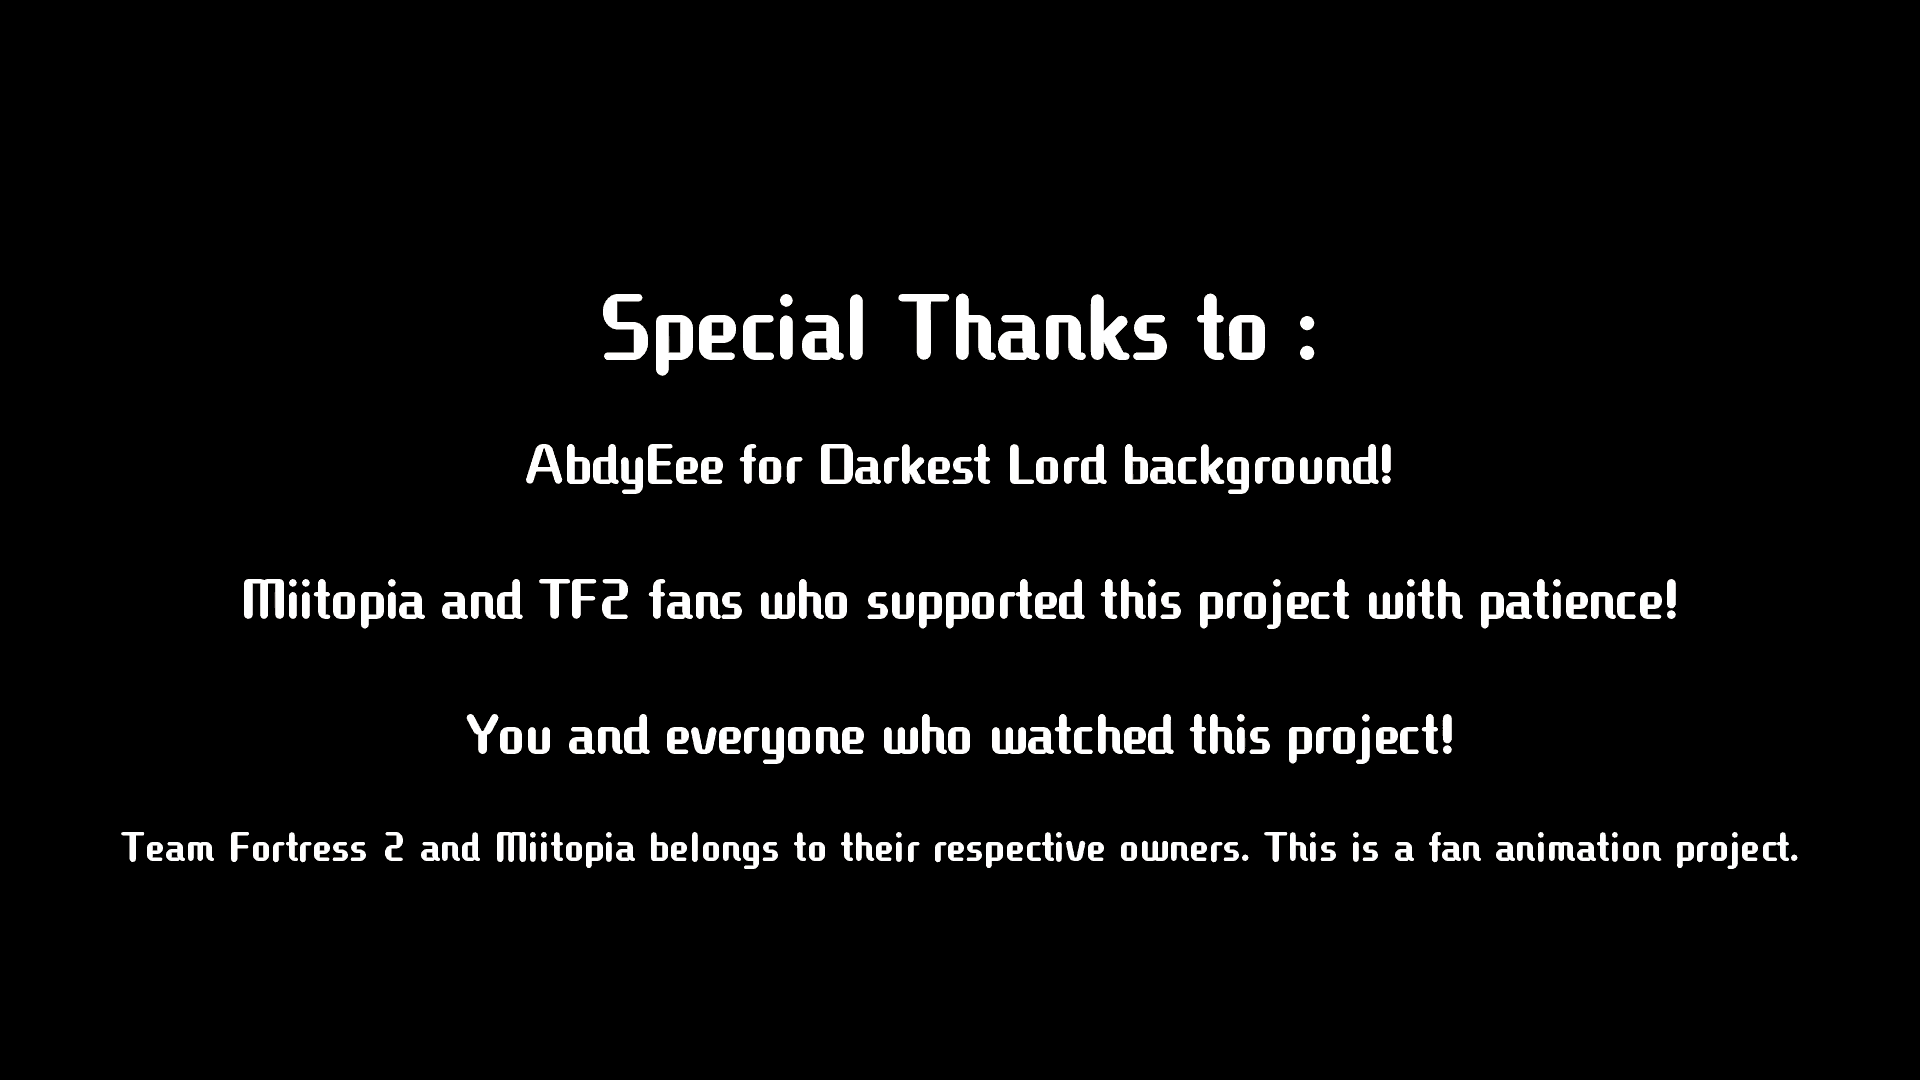 Special Thanks to :
AbdyEee for Darkest Lord background!
Miitopia and TF2 fans who supported this project with patience!
You and everyone who watched this project!
Team Fortress 2 and Miitopia belongs to their respective owners. This is a fan animation project.